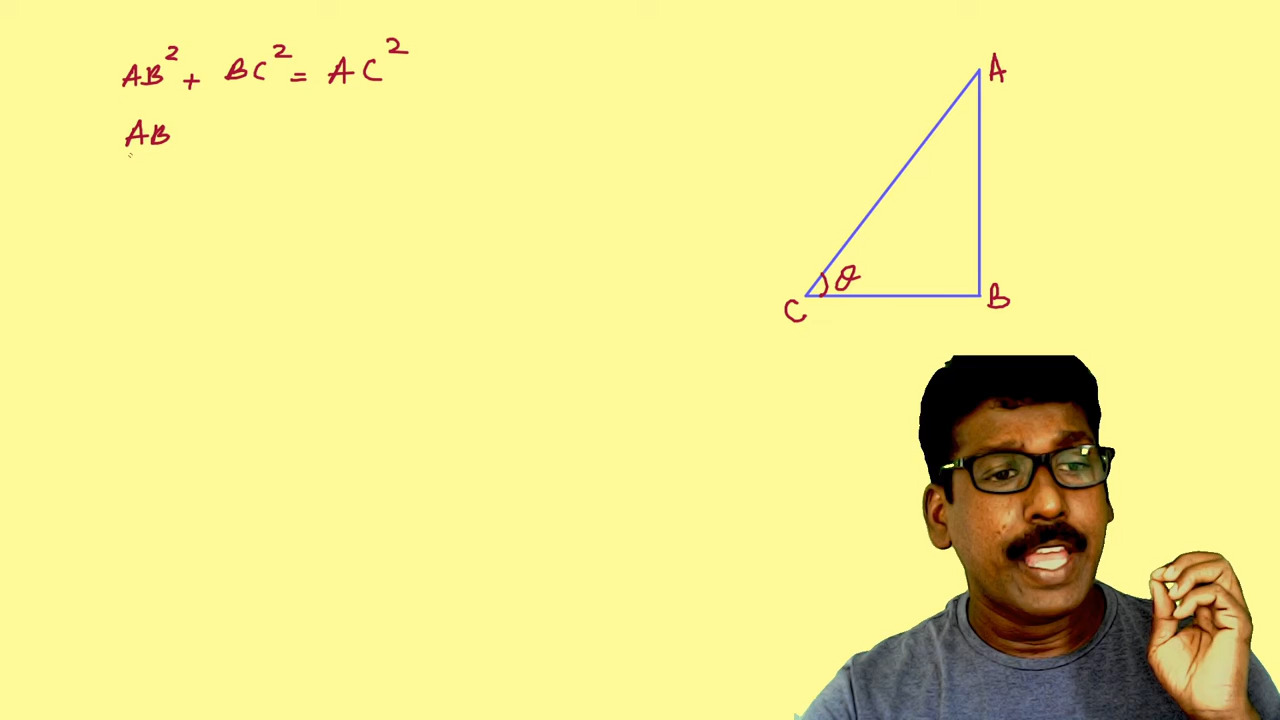 AB² + BC² = AC²
AB
A
θ
C
B